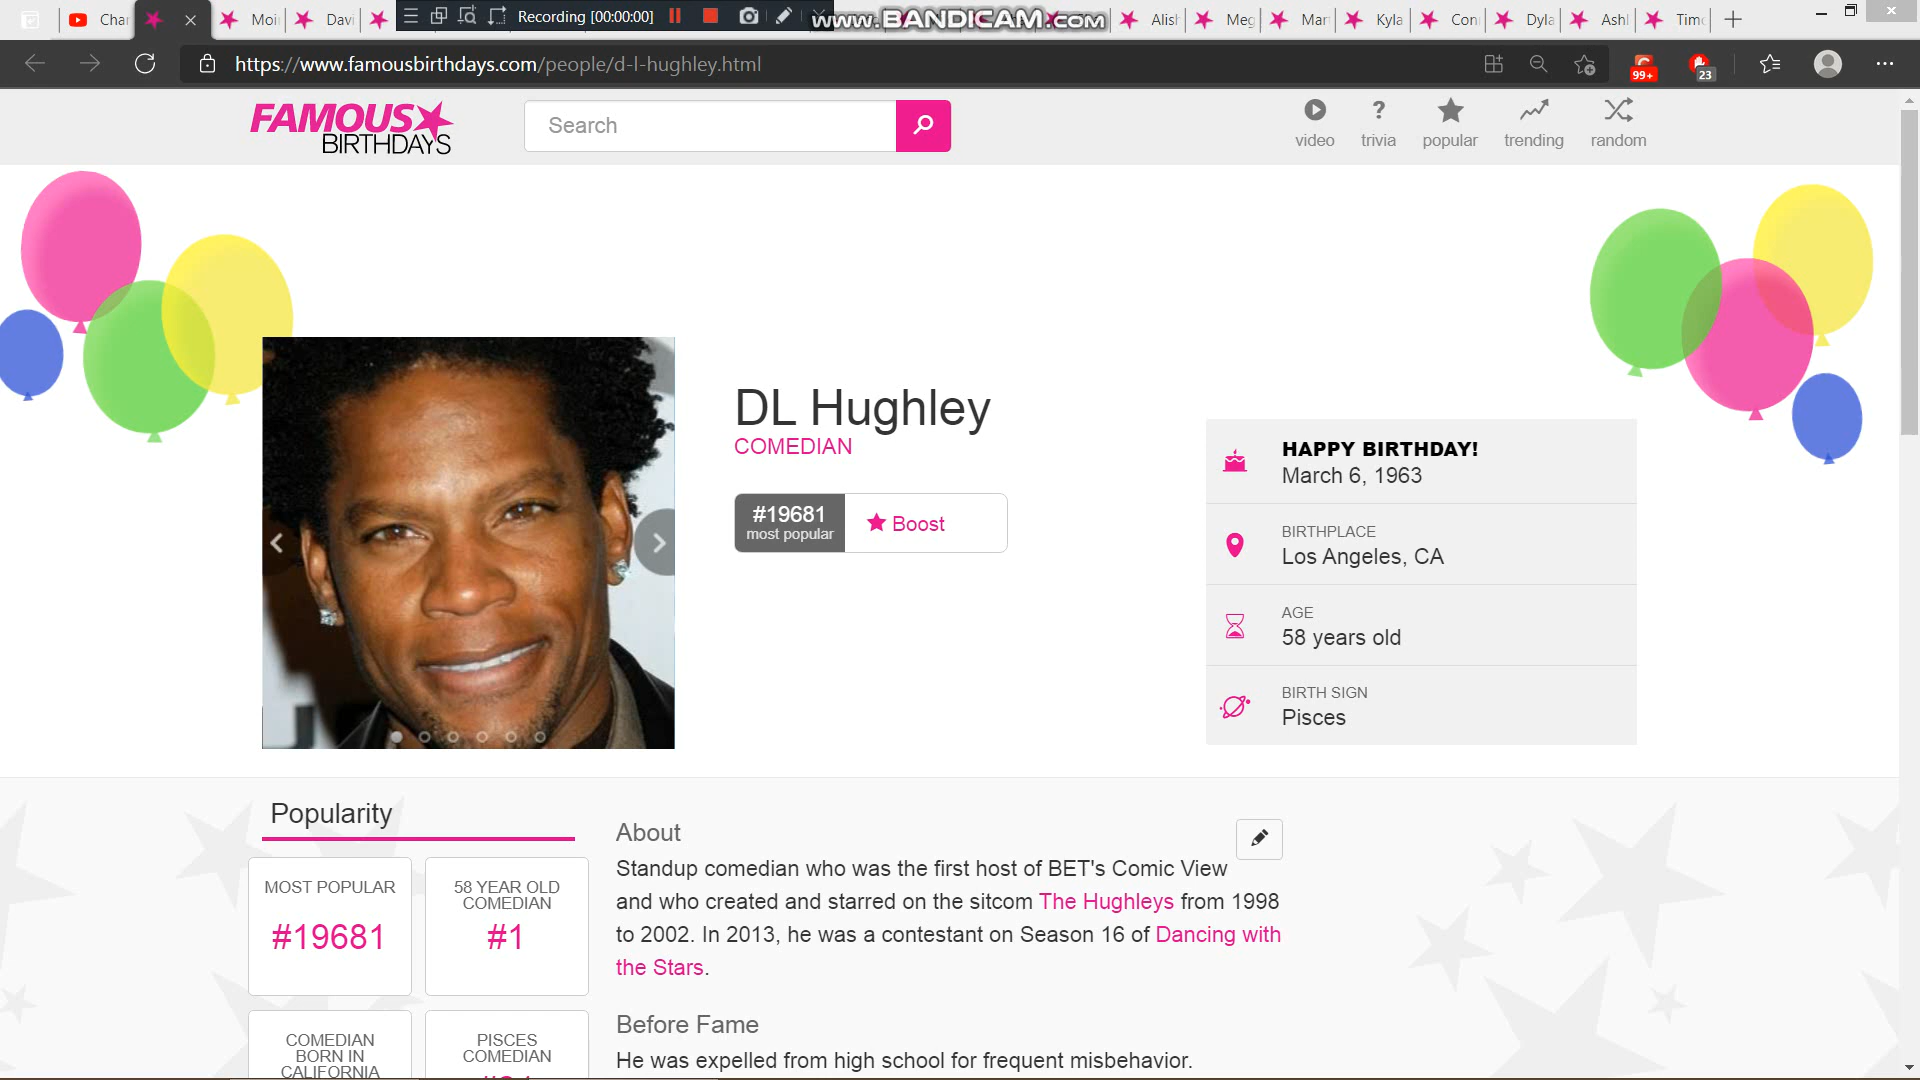 Char
Moi
Davi
Recording [00:00:00]
www.BANDICAM.com
Alish
Meg
Mar
Kyla
Con
Dyla
Ashl
Timo
https://www.famousbirthdays.com/people/d-l-hughley.html
99+
23
FAMOUS
BIRTHDAYS
Search
video
?
trivia
popular
trending
random
DL Hughley
COMEDIAN
#19681
most popular
Boost
HAPPY BIRTHDAY!
March 6, 1963
BIRTHPLACE
Los Angeles, CA
AGE
58 years old
BIRTH SIGN
Pisces
Popularity
MOST POPULAR
#19681
58 YEAR OLD
COMEDIAN
#1
COMEDIAN
BORN IN
CALIFORNIA
PISCES
COMEDIAN
About
Standup comedian who was the first host of BET's Comic View
and who created and starred on the sitcom The Hughleys from 1998
to 2002. In 2013, he was a contestant on Season 16 of Dancing with
the Stars.
Before Fame
He was expelled from high school for frequent misbehavior.